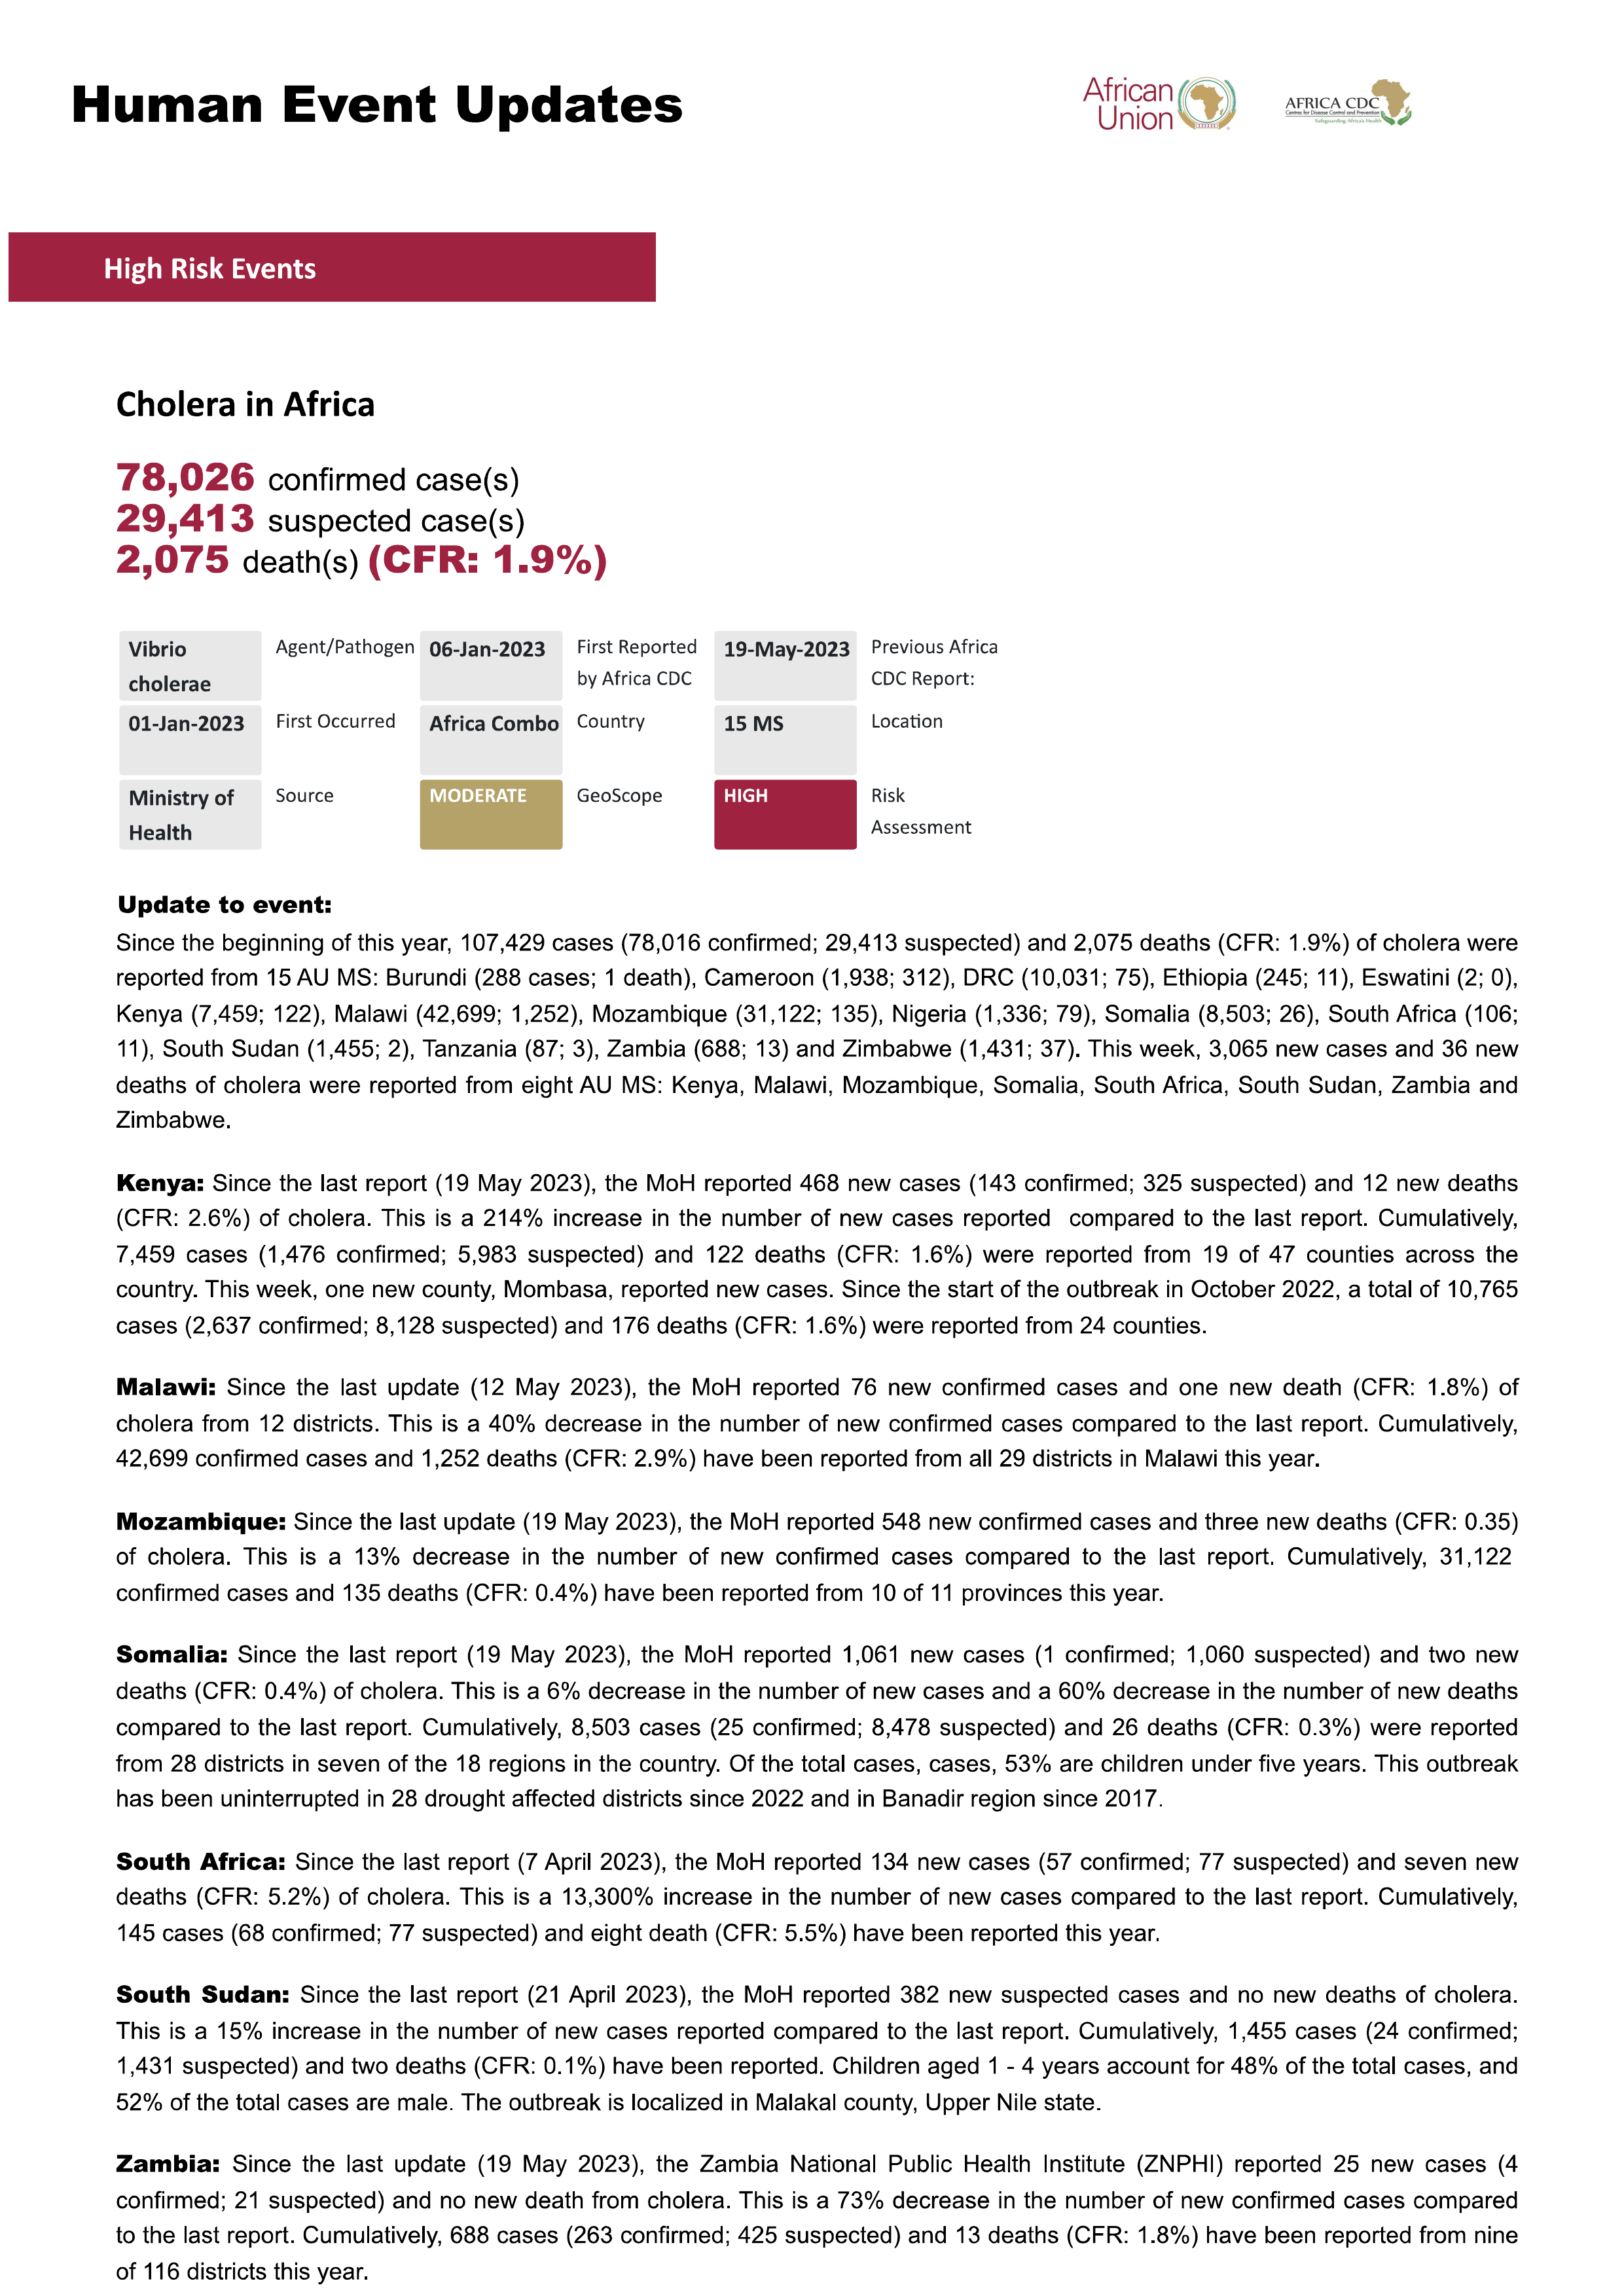 Human Event Updates
African
Union
AFRICA CDC
Centres for Disease Control and Prevention
Safeguarding Africa's Health
High Risk Events
Cholera in Africa
78,026 confirmed case(s)
29,413 suspected case(s)
2,075 death(s) (CFR: 1.9%)
Vibrio cholerae
Agent/Pathogen
06-Jan-2023
First Reported by Africa CDC
19-May-2023
Previous Africa CDC Report:
01-Jan-2023
First Occurred
Africa Combo
Country
15 MS
Location
Ministry of Health
Source
MODERATE
GeoScope
HIGH
Risk Assessment
Update to event:
Since the beginning of this year, 107,429 cases (78,016 confirmed; 29,413 suspected) and 2,075 deaths (CFR: 1.9%) of cholera were
reported from 15 AU MS: Burundi (288 cases; 1 death), Cameroon (1,938; 312), DRC (10,031; 75), Ethiopia (245; 11), Eswatini (2; 0),
Kenya (7,459; 122), Malawi (42,699; 1,252), Mozambique (31,122; 135), Nigeria (1,336; 79), Somalia (8,503; 26), South Africa (106;
11), South Sudan (1,455; 2), Tanzania (87; 3), Zambia (688; 13) and Zimbabwe (1,431; 37). This week, 3,065 new cases and 36 new
deaths of cholera were reported from eight AU MS: Kenya, Malawi, Mozambique, Somalia, South Africa, South Sudan, Zambia and
Zimbabwe.
Kenya: Since the last report (19 May 2023), the MoH reported 468 new cases (143 confirmed; 325 suspected) and 12 new deaths
(CFR: 2.6%) of cholera. This is a 214% increase in the number of new cases reported compared to the last report. Cumulatively,
7,459 cases (1,476 confirmed; 5,983 suspected) and 122 deaths (CFR: 1.6%) were reported from 19 of 47 counties across the
country. This week, one new county, Mombasa, reported new cases. Since the start of the outbreak in October 2022, a total of 10,765
cases (2,637 confirmed; 8,128 suspected) and 176 deaths (CFR: 1.6%) were reported from 24 counties.
Malawi: Since the last update (12 May 2023), the MoH reported 76 new confirmed cases and one new death (CFR: 1.8%) of
cholera from 12 districts. This is a 40% decrease in the number of new confirmed cases compared to the last report. Cumulatively,
42,699 confirmed cases and 1,252 deaths (CFR: 2.9%) have been reported from all 29 districts in Malawi this year.
Mozambique: Since the last update (19 May 2023), the MoH reported 548 new confirmed cases and three new deaths (CFR: 0.35)
of cholera. This is a 13% decrease in the number of new confirmed cases compared to the last report. Cumulatively, 31,122
confirmed cases and 135 deaths (CFR: 0.4%) have been reported from 10 of 11 provinces this year.
Somalia: Since the last report (19 May 2023), the MoH reported 1,061 new cases (1 confirmed; 1,060 suspected) and two new
deaths (CFR: 0.4%) of cholera. This is a 6% decrease in the number of new cases and a 60% decrease in the number of new deaths
compared to the last report. Cumulatively, 8,503 cases (25 confirmed; 8,478 suspected) and 26 deaths (CFR: 0.3%) were reported
from 28 districts in seven of the 18 regions in the country. Of the total cases, cases, 53% are children under five years. This outbreak
has been uninterrupted in 28 drought affected districts since 2022 and in Banadir region since 2017.
South Africa: Since the last report (7 April 2023), the MoH reported 134 new cases (57 confirmed; 77 suspected) and seven new
deaths (CFR: 5.2%) of cholera. This is a 13,300% increase in the number of new cases compared to the last report. Cumulatively,
145 cases (68 confirmed; 77 suspected) and eight death (CFR: 5.5%) have been reported this year.
South Sudan: Since the last report (21 April 2023), the MoH reported 382 new suspected cases and no new deaths of cholera.
This is a 15% increase in the number of new cases reported compared to the last report. Cumulatively, 1,455 cases (24 confirmed;
1,431 suspected) and two deaths (CFR: 0.1%) have been reported. Children aged 1 - 4 years account for 48% of the total cases, and
52% of the total cases are male. The outbreak is localized in Malakal county, Upper Nile state.
Zambia: Since the last update (19 May 2023), the Zambia National Public Health Institute (ZNPHI) reported 25 new cases (4
confirmed; 21 suspected) and no new death from cholera. This is a 73% decrease in the number of new confirmed cases compared
to the last report. Cumulatively, 688 cases (263 confirmed; 425 suspected) and 13 deaths (CFR: 1.8%) have been reported from nine
of 116 districts this year.